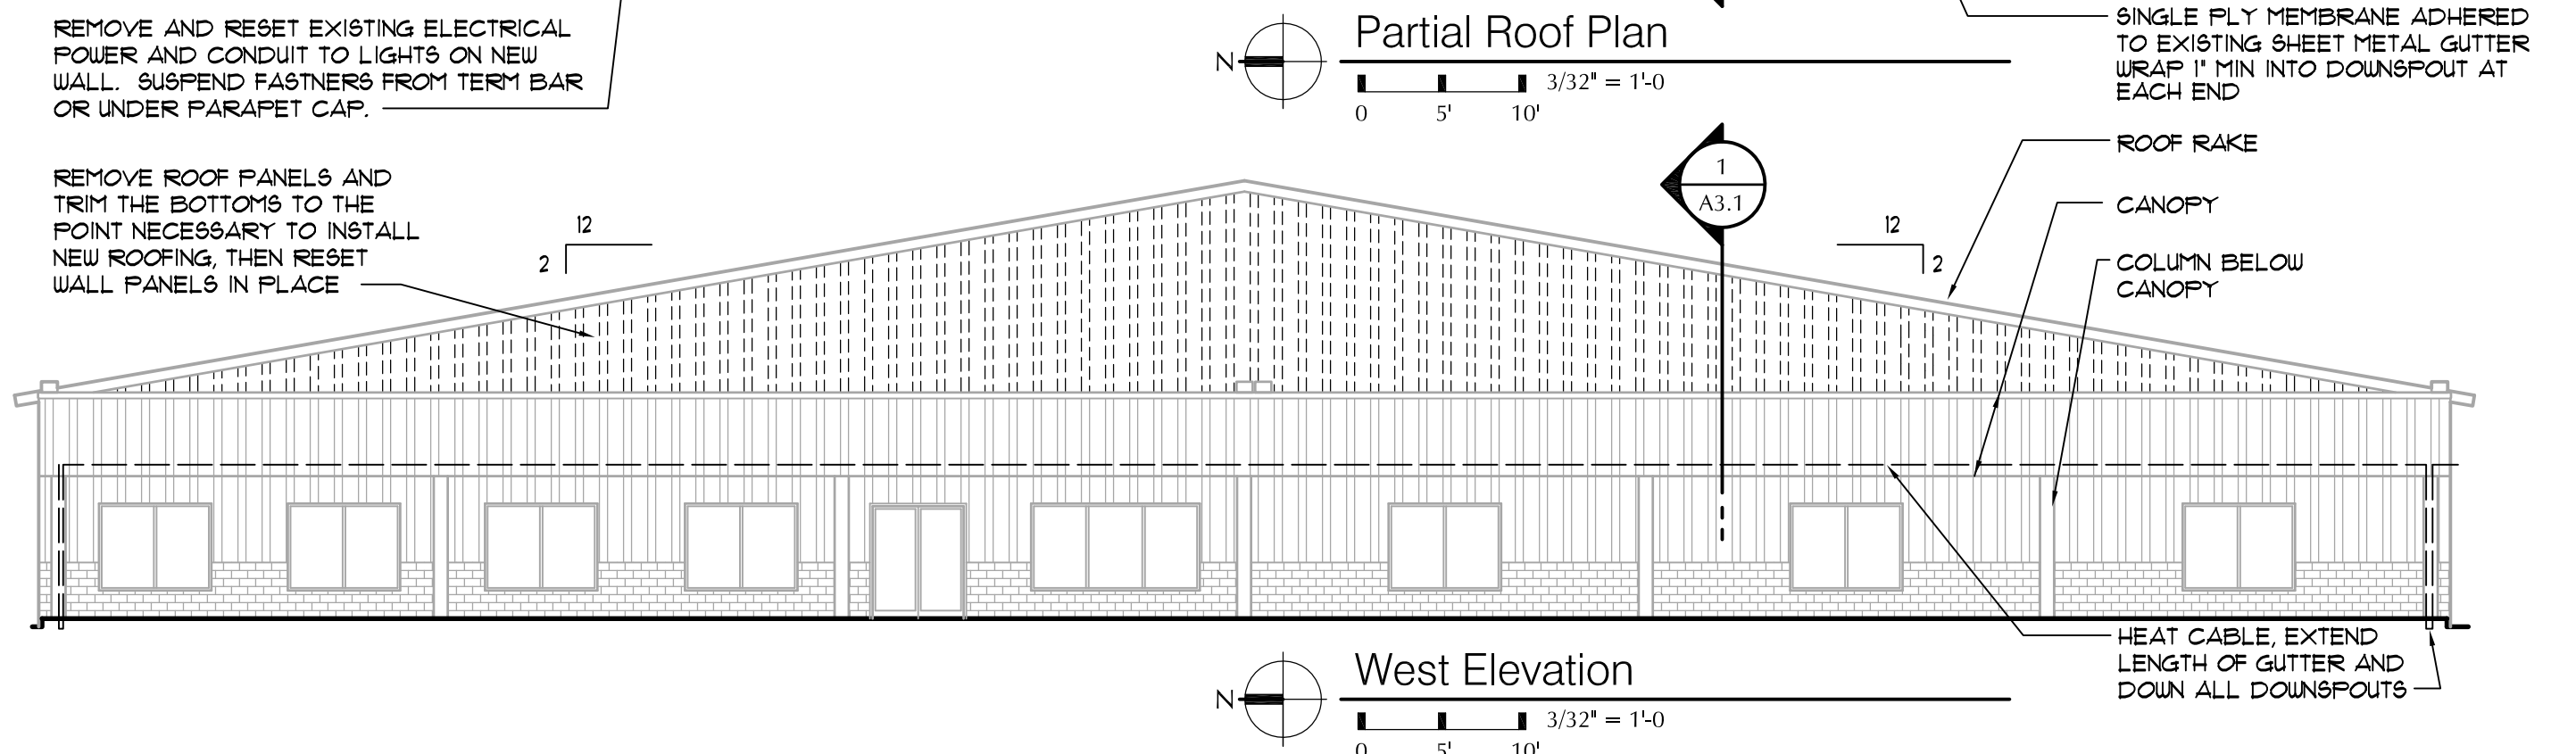 REMOVE AND RESET EXISTING ELECTRICAL
POWER AND CONDUIT TO LIGHTS ON NEW
WALL. SUSPEND FASTNERS FROM TERM BAR
OR UNDER PARAPET CAP.
N
Partial Roof Plan
3/32" = 1'-0
0 5' 10'
SINGLE PLY MEMBRANE ADHERED
TO EXISTING SHEET METAL GUTTER
WRAP 1" MIN INTO DOWNSPOUT AT
EACH END
REMOVE ROOF PANELS AND
TRIM THE BOTTOMS TO THE
POINT NECESSARY TO INSTALL
NEW ROOFING, THEN RESET
WALL PANELS IN PLACE
12
2
1
A3.1
12
2
ROOF RAKE
CANOPY
COLUMN BELOW
CANOPY
HEAT CABLE, EXTEND
LENGTH OF GUTTER AND
DOWN ALL DOWNSPOUTS
N
West Elevation
3/32" = 1'-0
0 5' 10'